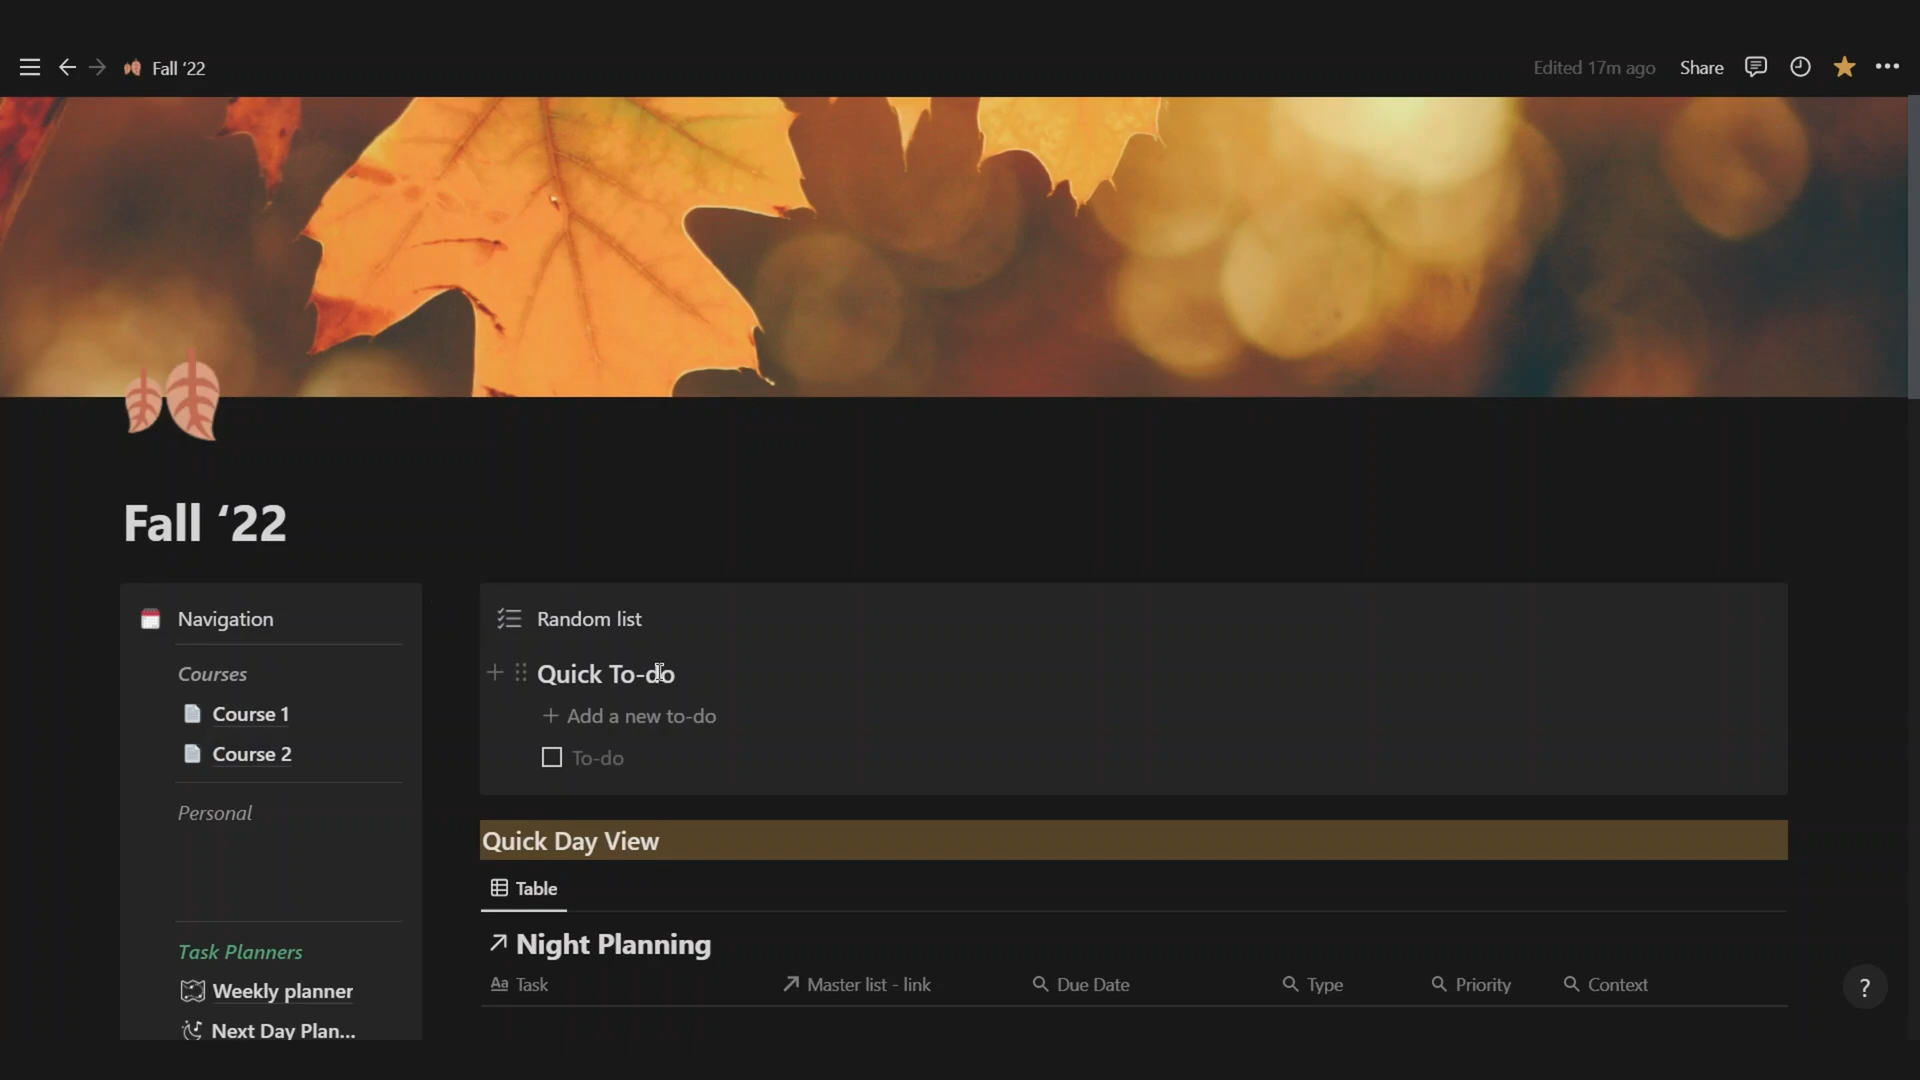 Fall ‘22
Edited 17m ago
Share
Fall ‘22
Navigation
Courses
Course 1
Course 2
Personal
Task Planners
Weekly planner
Next Day Plan...
Random list
Quick To-do
+ Add a new to-do
To-do
Quick Day View
Table
Night Planning
Aa Task
Master list - link
Due Date
Type
Priority
Context
?